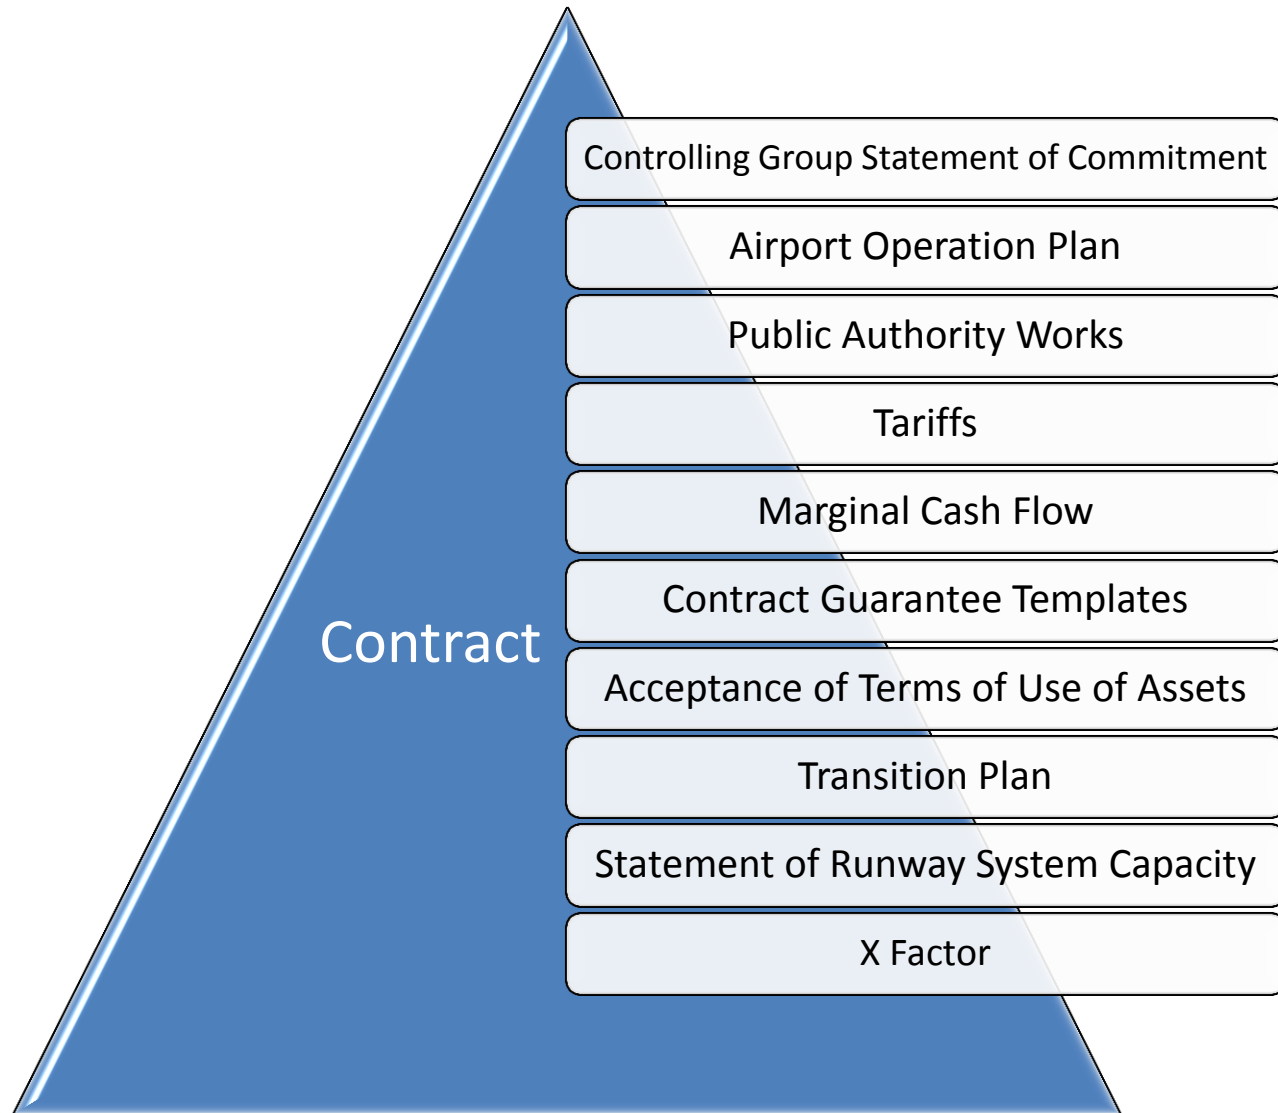 Controlling Group Statement of Commitment
Airport Operation Plan
Public Authority Works
Tariffs
Marginal Cash Flow
Contract Guarantee Templates
Contract
Acceptance of Terms of Use of Assets
Transition Plan
Statement of Runway System Capacity
X Factor